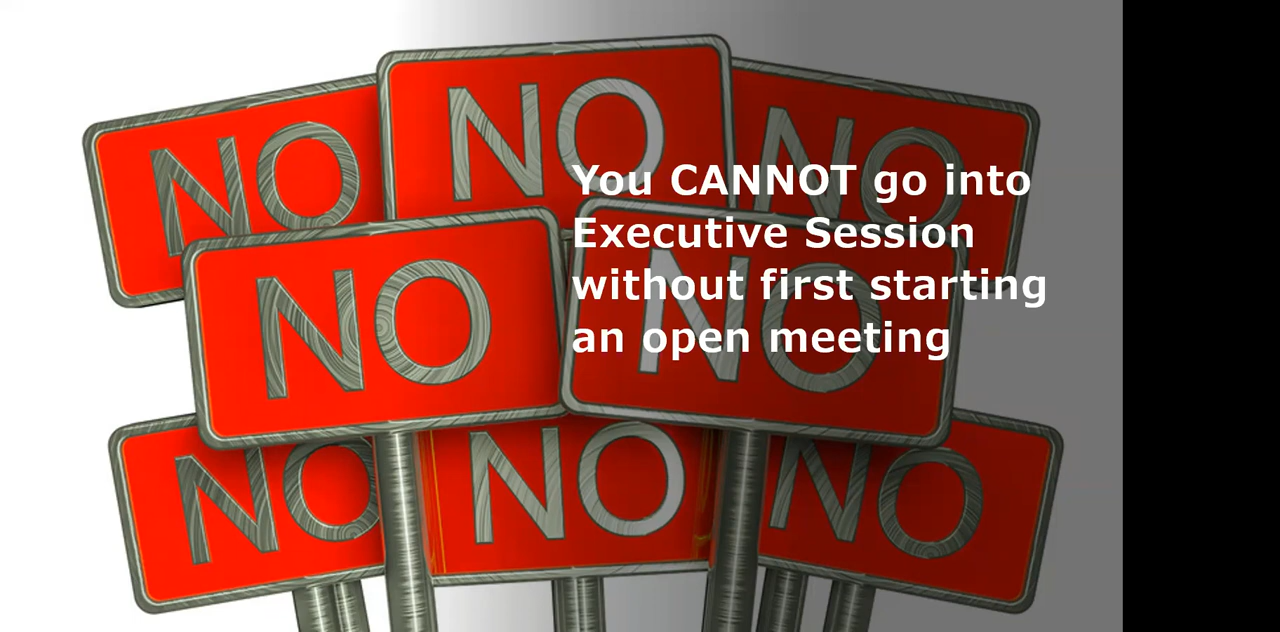 NO
NO
NO
You CANNOT go into
Executive Session
without first starting
an open meeting
NO
NO
NO
NO
NO